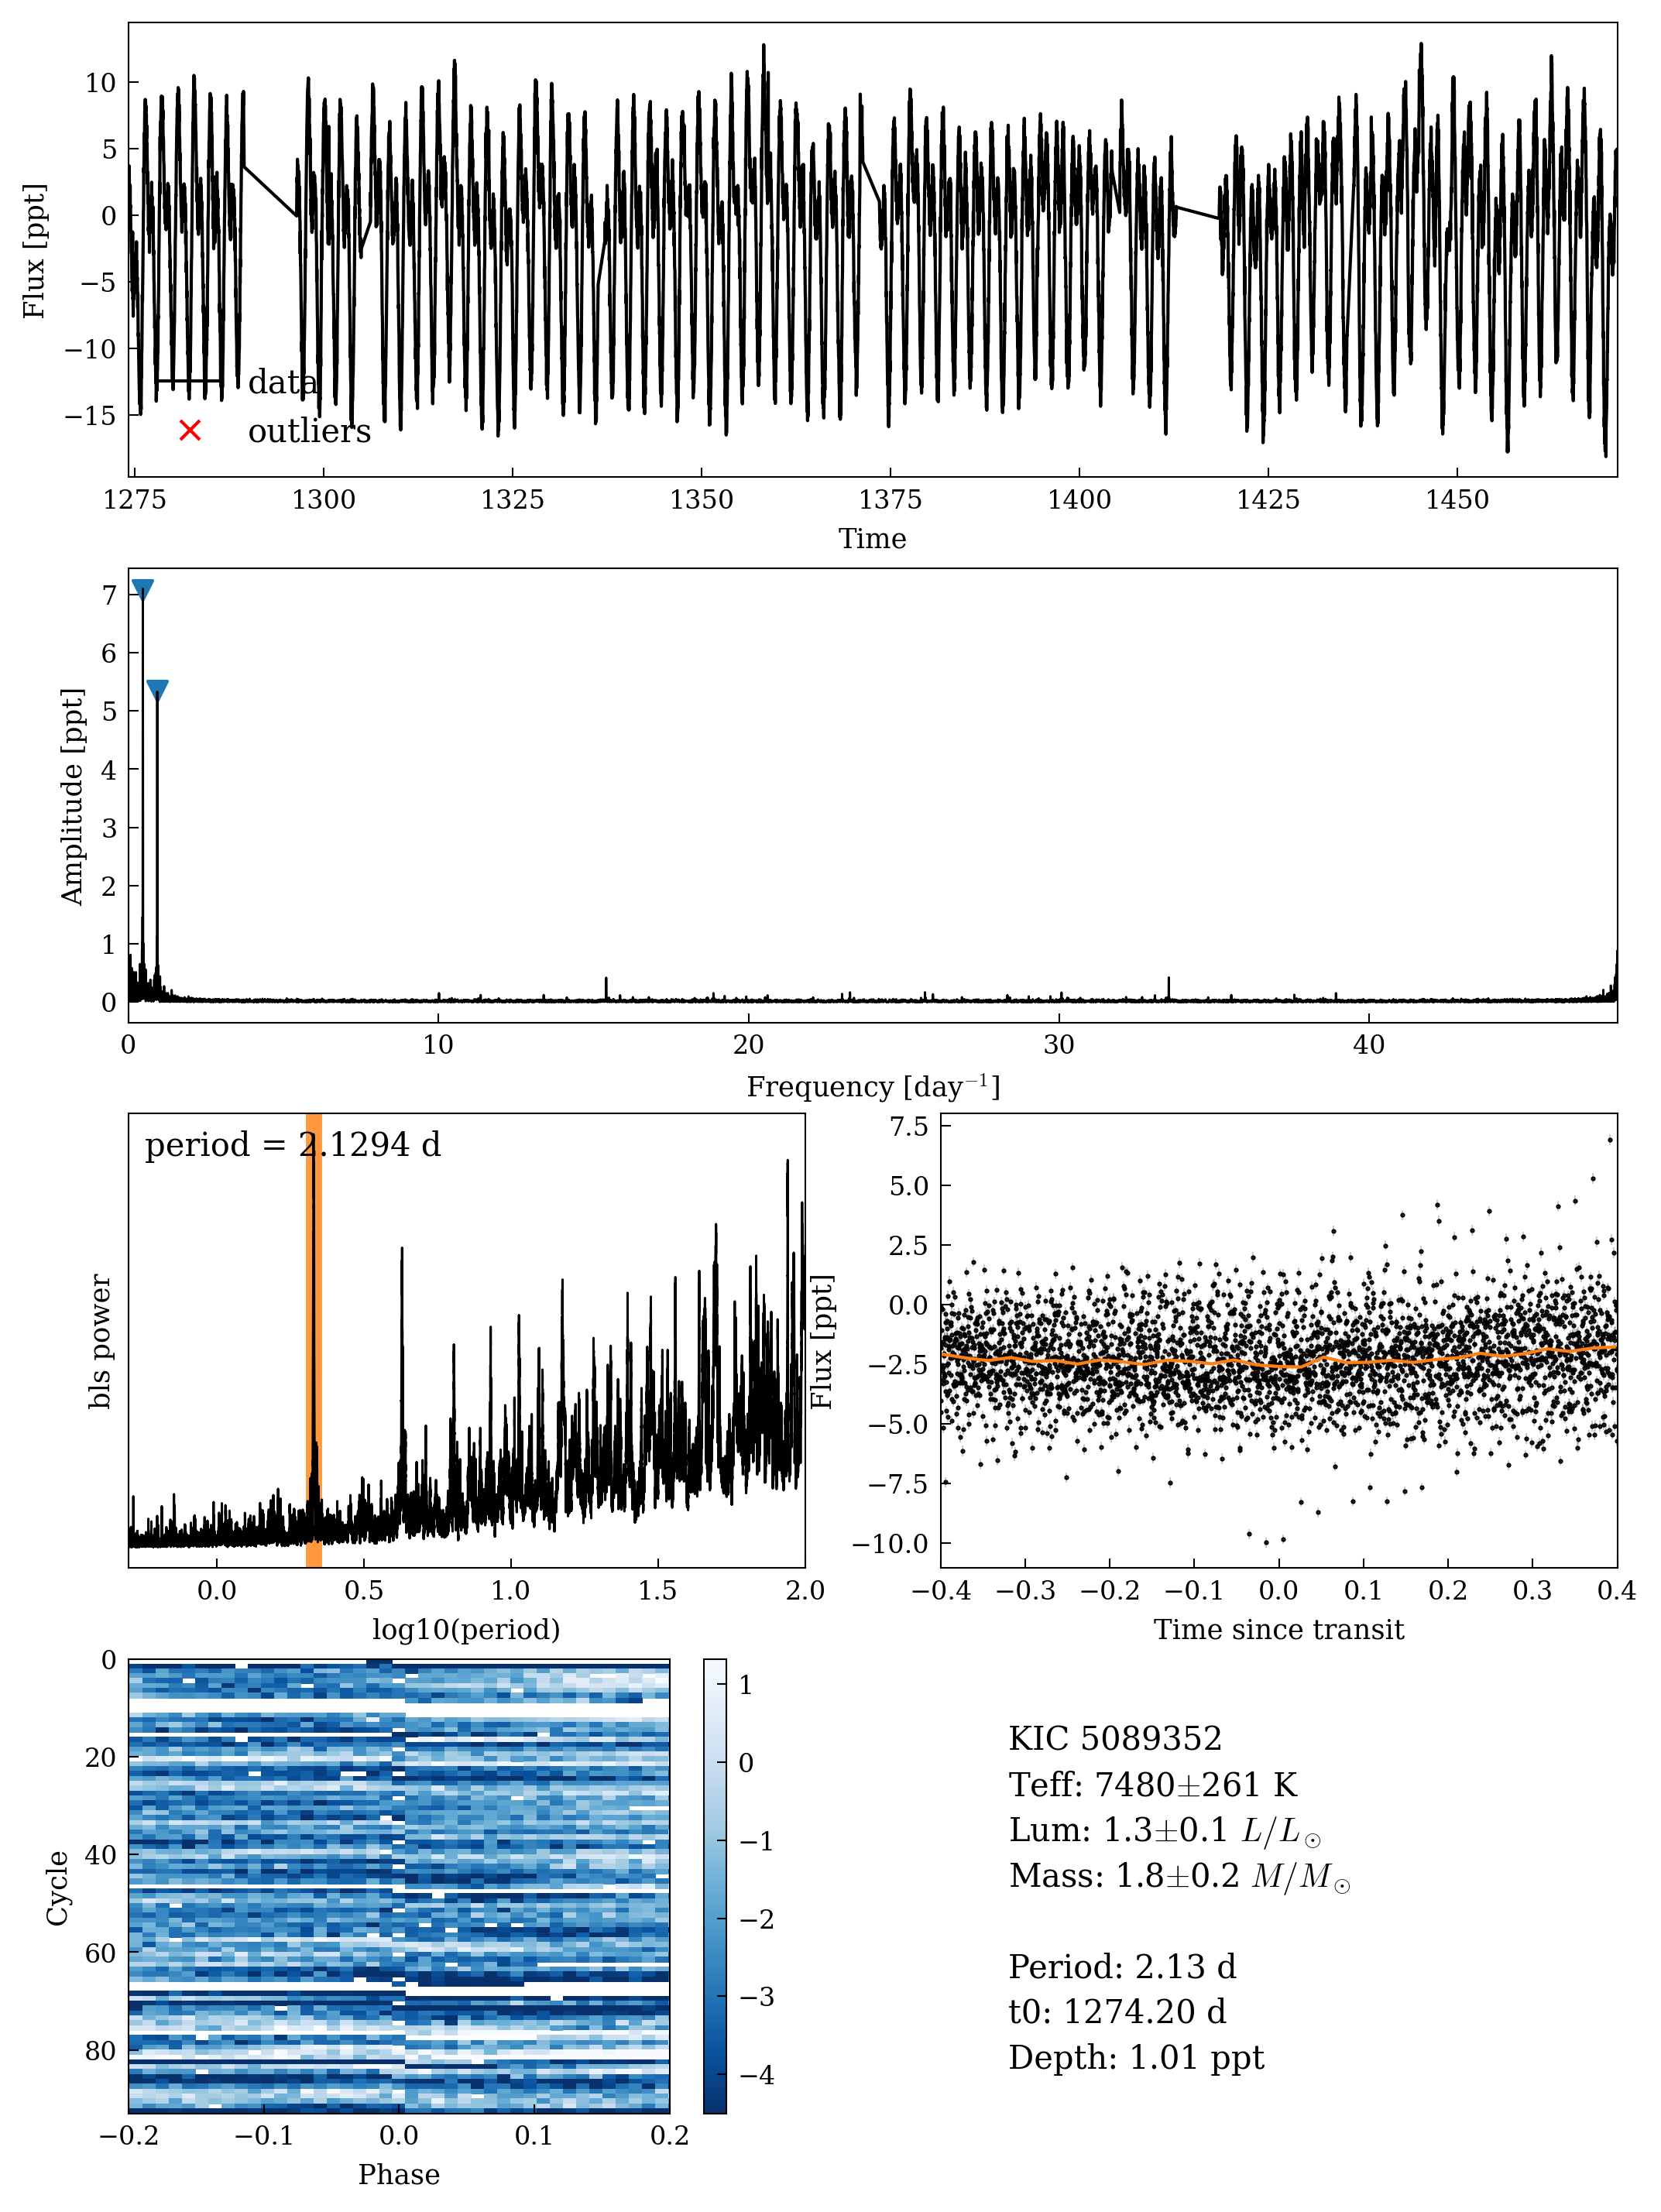 10
5
0
−5
−10
−15
Flux [ppt]
data
outliers
1275 1300 1325 1350 1375 1400 1425 1450
Time
7
6
5
4
3
2
1
0
Amplitude [ppt]
0 10 20 30 40
Frequency [day⁻¹]
period = 2.1294 d
bls power
0.0 0.5 1.0 1.5 2.0
log10(period)
7.5
5.0
2.5
0.0
−2.5
−5.0
−7.5
−10.0
Flux [ppt]
−0.4 −0.3 −0.2 −0.1 0.0 0.1 0.2 0.3 0.4
Time since transit
0
20
40
60
80
Cycle
−0.2 −0.1 0.0 0.1 0.2
Phase
1
0
−1
−2
−3
−4
KIC 5089352
Teff: 7480±261 K
Lum: 1.3±0.1 L/L⊙
Mass: 1.8±0.2 M/M⊙
Period: 2.13 d
t0: 1274.20 d
Depth: 1.01 ppt